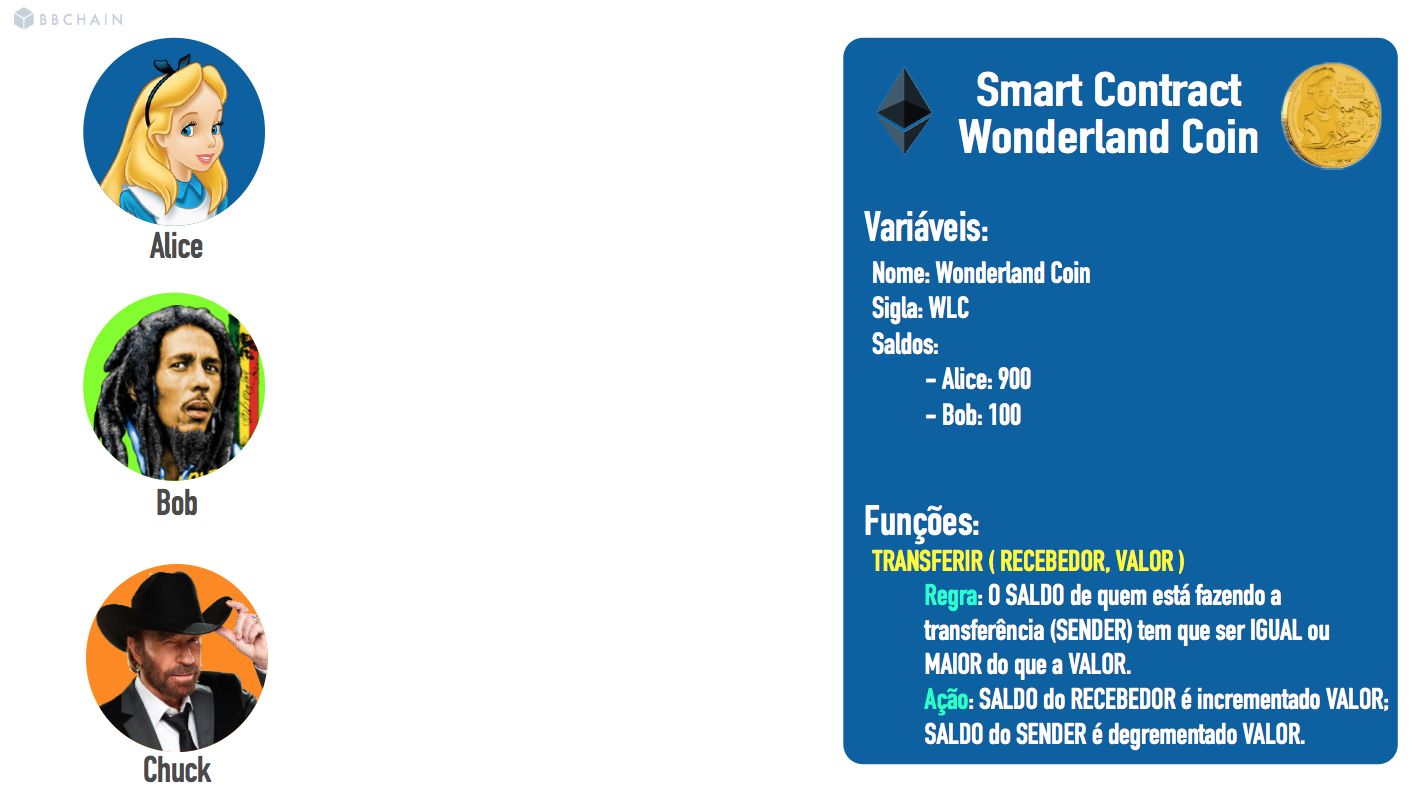 BBCHAIN
Alice
Bob
Chuck
Smart Contract
Wonderland Coin
Variáveis:
Nome: Wonderland Coin
Sigla: WLC
Saldos:
– Alice: 900
– Bob: 100
Funções:
TRANSFERIR ( RECEBEDOR, VALOR )
Regra: O SALDO de quem está fazendo a
transferência (SENDER) tem que ser IGUAL ou
MAIOR do que a VALOR.
Ação: SALDO do RECEBEDOR é incrementado VALOR;
SALDO do SENDER é degrementado VALOR.